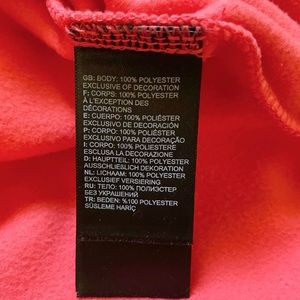 GB: BODY: 100% POLYESTER
EXCLUSIVE OF DECORATION
F: CORPS: 100% POLYESTER
À L'EXCEPTION DES
DÉCORATIONS
E: CUERPO: 100% POLIÉSTER
EXCLUSIVO DE DECORACIÓN
P: CORPO: 100% POLIÉSTER
EXCLUSIVO PARA DECORAÇÃO
I: CORPO: 100% POLIESTERE
ESCLUSA LA DECORAZIONE
D: HAUPTTEIL: 100% POLYESTER
AUSSCHLIEßLICH DEKORATION
NL: LICHAAM: 100% POLYESTER
EXCLUSIEF VERSIERING
RU: ТЕЛО: 100% ПОЛИЭСТЕР
БЕЗ УКРАШЕНИЙ
TR: BEDEN: %100 POLYESTER
SÜSLEME HARİÇ